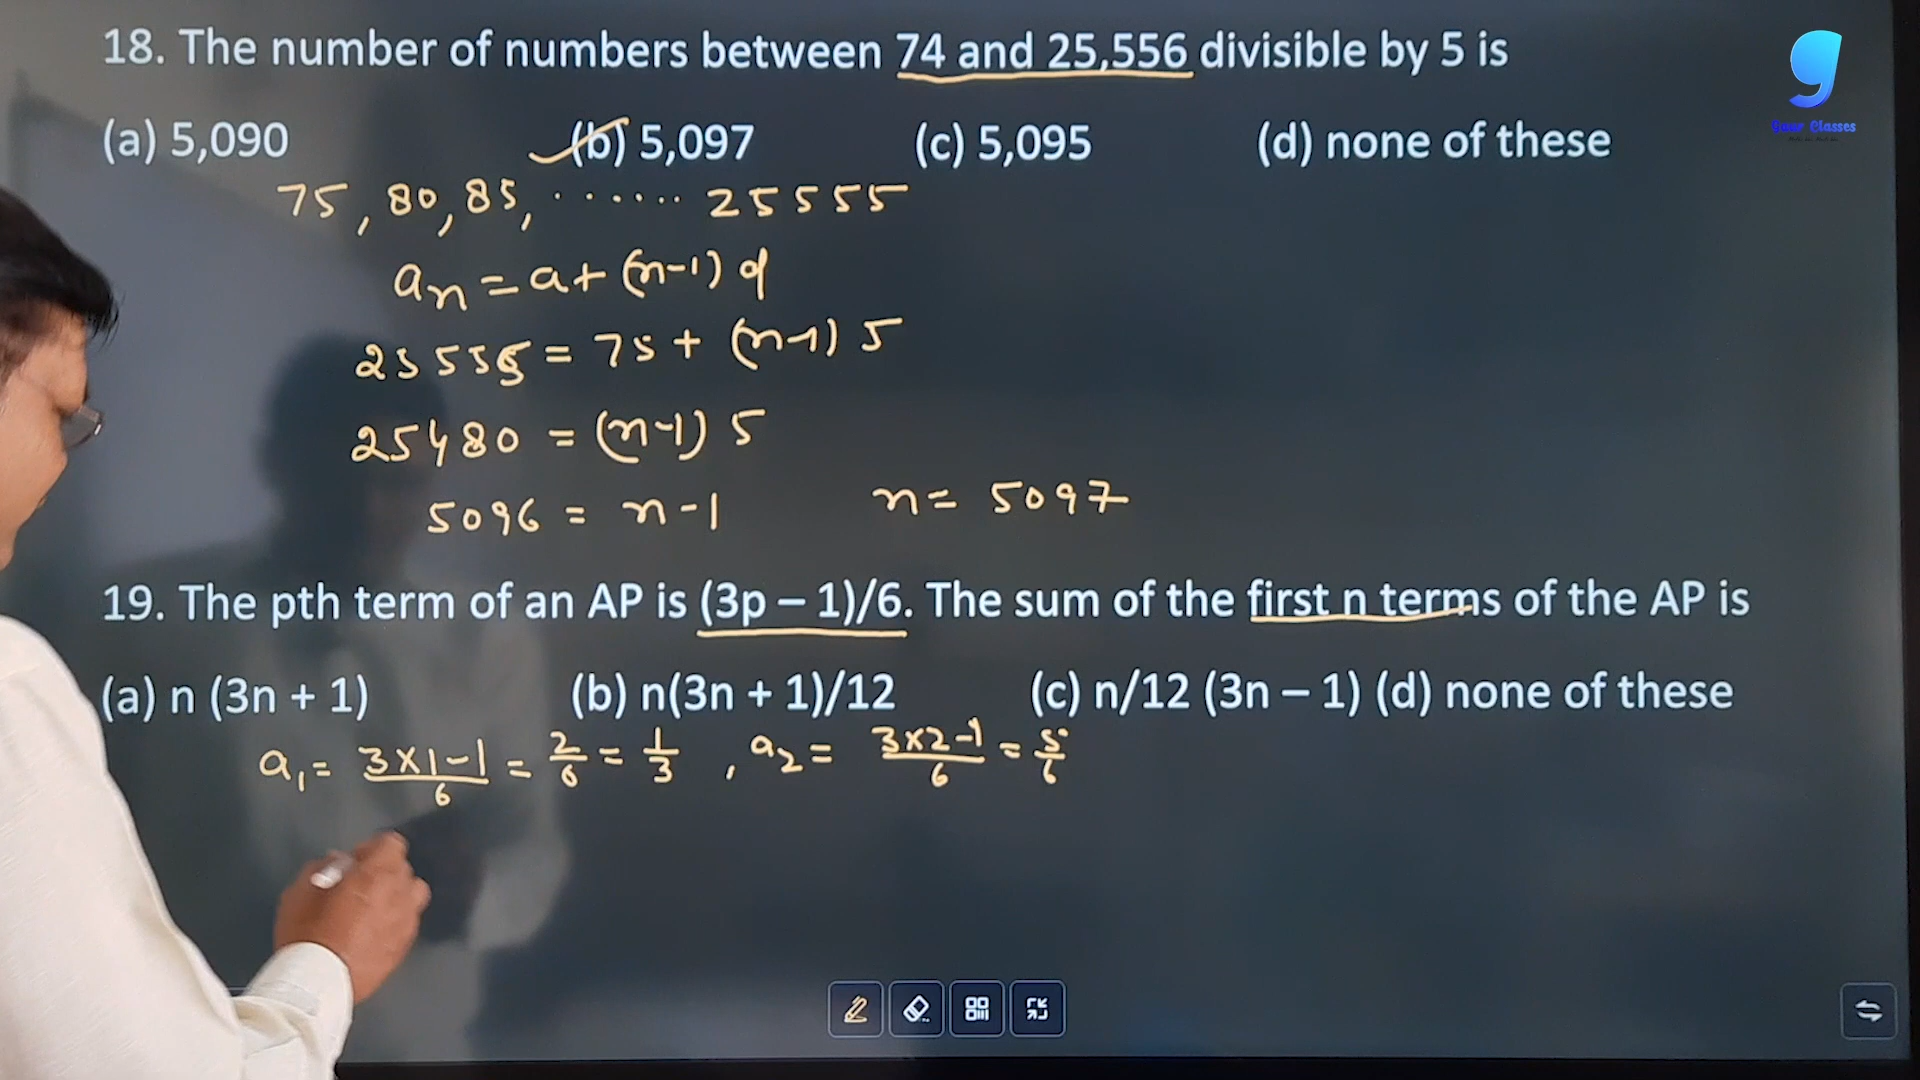 18. The number of numbers between 74 and 25,556 divisible by 5 is
(a) 5,090 (b) 5,097 (c) 5,095 (d) none of these
75, 80, 85, ...... 25555
an = a + (n-1) d
25555 = 75 + (n-1) 5
25480 = (n-1) 5
5096 = n-1 n = 5097
19. The pth term of an AP is (3p – 1)/6. The sum of the first n terms of the AP is
(a) n (3n + 1) (b) n(3n + 1)/12 (c) n/12 (3n – 1) (d) none of these
a1 = 3×1-1/6 = 2/6 = 1/3, a2 = 3×2-1/6 = 5/6
g
Gaur Classes